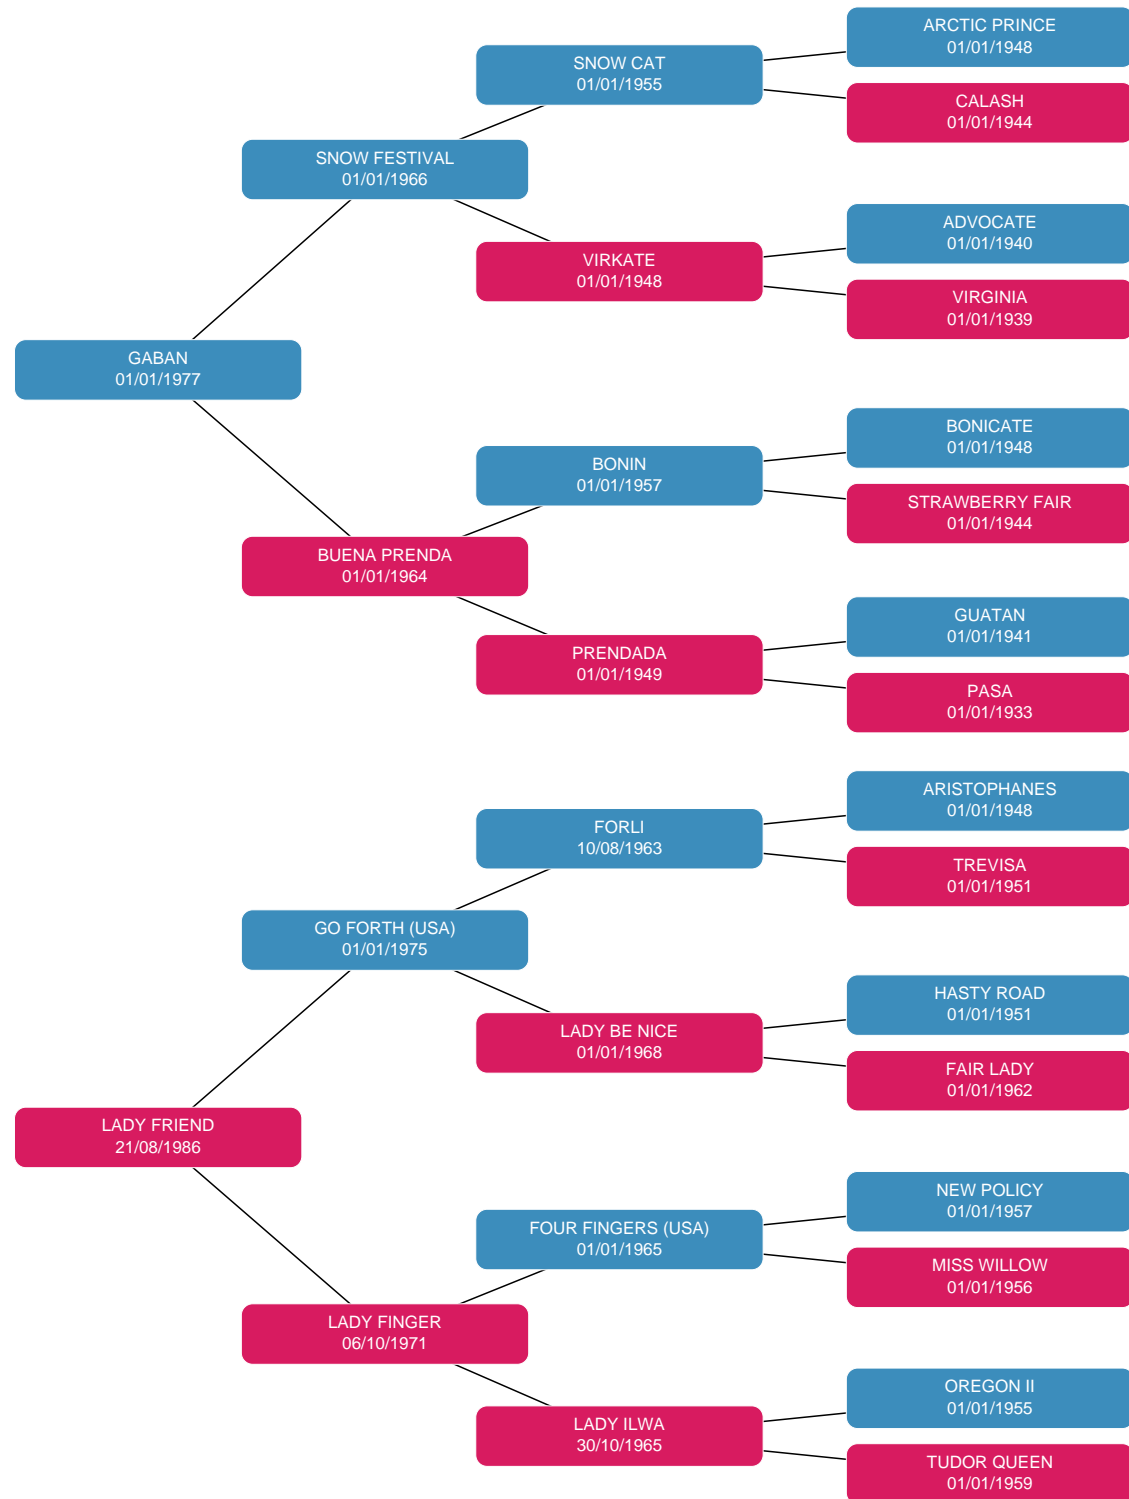 ARCTIC PRINCE
01/01/1948
SNOW CAT
01/01/1955
CALASH
01/01/1944
SNOW FESTIVAL
01/01/1966
ADVOCATE
01/01/1940
VIRKATE
01/01/1948
VIRGINIA
01/01/1939
GABAN
01/01/1977
BONICATE
01/01/1948
BONIN
01/01/1957
STRAWBERRY FAIR
01/01/1944
BUENA PRENDA
01/01/1964
GUATAN
01/01/1941
PRENDADA
01/01/1949
PASA
01/01/1933
ARISTOPHANES
01/01/1948
FORLI
10/08/1963
TREVISA
01/01/1951
GO FORTH (USA)
01/01/1975
HASTY ROAD
01/01/1951
LADY BE NICE
01/01/1968
FAIR LADY
01/01/1962
LADY FRIEND
21/08/1986
NEW POLICY
01/01/1957
FOUR FINGERS (USA)
01/01/1965
MISS WILLOW
01/01/1956
LADY FINGER
06/10/1971
OREGON II
01/01/1955
LADY ILWA
30/10/1965
TUDOR QUEEN
01/01/1959